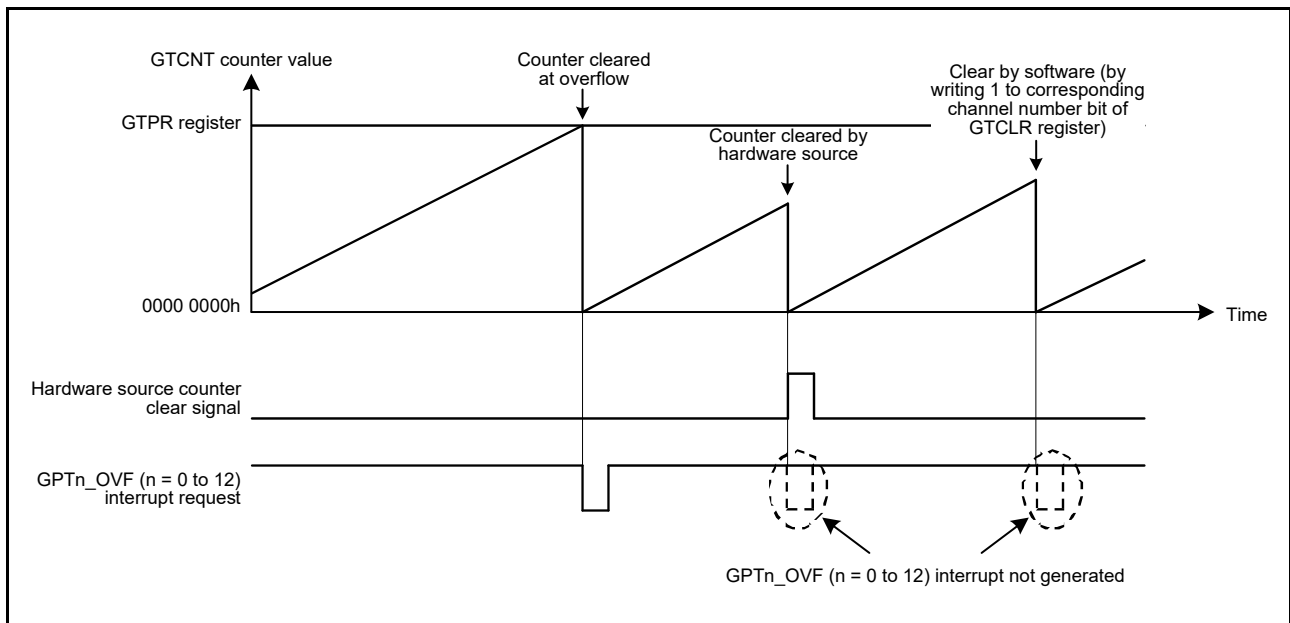 GTCNT counter value
Counter cleared
at overflow
Clear by software (by
writing 1 to corresponding
channel number bit of
GTCLR register)
GTPR register
Counter cleared by
hardware source
0000 0000h
Time
Hardware source counter
clear signal
GPTn_OVF (n = 0 to 12)
interrupt request
GPTn_OVF (n = 0 to 12) interrupt not generated